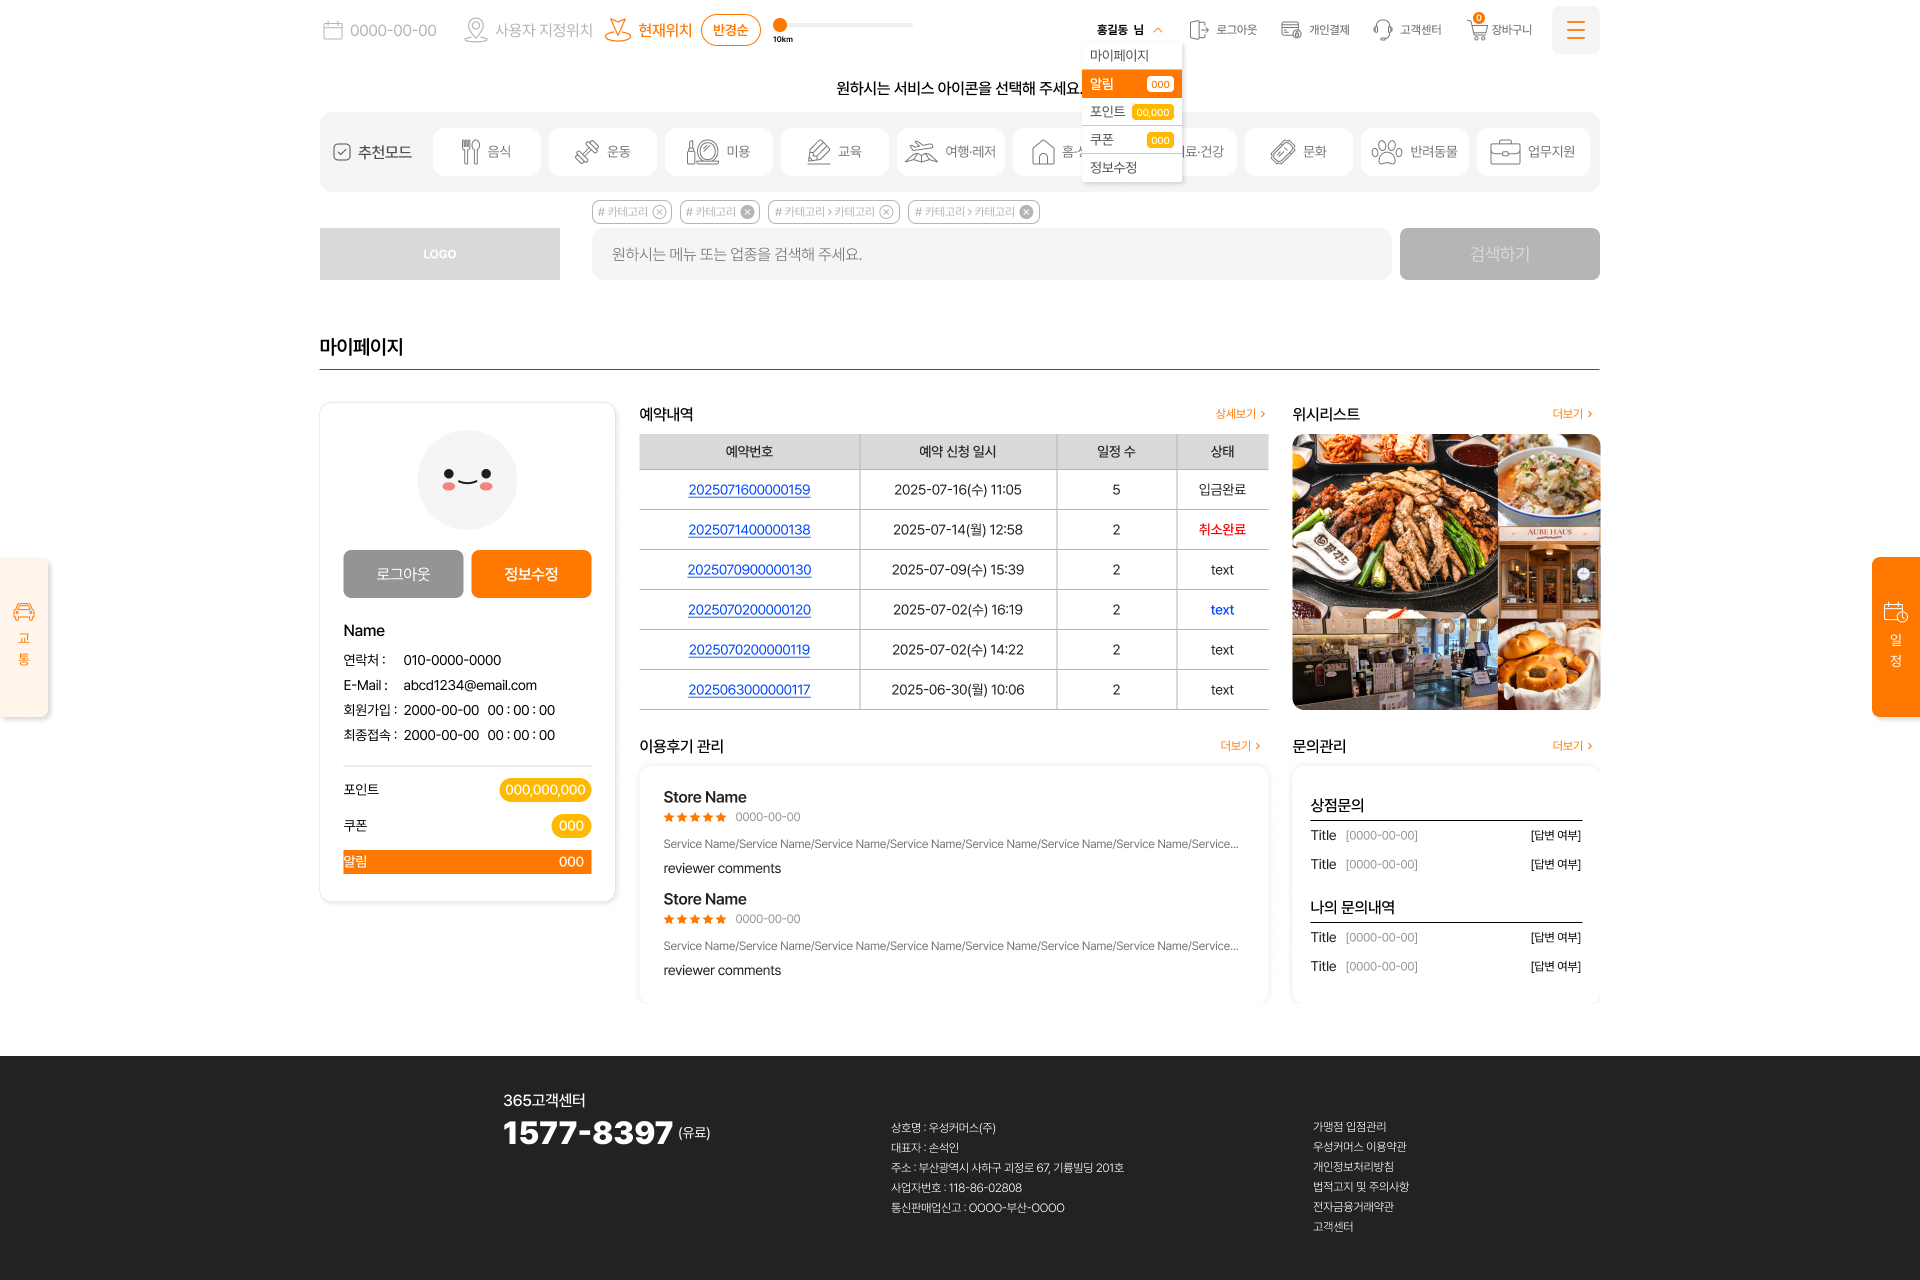 0000-00-00
사용자 지정위치
현재위치
반경순
10km
홍길동 님
로그아웃
개인결제
고객센터
0
장바구니
마이페이지
알림 000
포인트 00,000
쿠폰 000
정보수정
원하시는 서비스 아이콘을 선택해 주세요.
추천모드
음식
운동
미용
교육
여행·레저
료·건강
문화
반려동물
업무지원
# 카테고리
# 카테고리
# 카테고리 > 카테고리
# 카테고리 > 카테고리
LOGO
원하시는 메뉴 또는 업종을 검색해 주세요.
검색하기
마이페이지
로그아웃
정보수정
Name
연락처 : 010-0000-0000
E-Mail : abcd1234@email.com
회원가입 : 2000-00-00 00 : 00 : 00
최종접속 : 2000-00-00 00 : 00 : 00
포인트 000,000,000
쿠폰 000
알림 000
예약내역
상세보기 >
예약번호 예약 신청 일시 일정 수 상태
2025071600000159 2025-07-16(수) 11:05 5 입금완료
2025071400000138 2025-07-14(월) 12:58 2 취소완료
2025070900000130 2025-07-09(수) 15:39 2 text
2025070200000120 2025-07-02(수) 16:19 2 text
2025070200000119 2025-07-02(수) 14:22 2 text
2025063000000117 2025-06-30(월) 10:06 2 text
위시리스트
더보기 >
AUBE HAUS
이용후기 관리
더보기 >
Store Name
0000-00-00
Service Name/Service Name/Service Name/Service Name/Service Name/Service Name/Service Name/Service...
reviewer comments
Store Name
0000-00-00
Service Name/Service Name/Service Name/Service Name/Service Name/Service Name/Service Name/Service...
reviewer comments
문의관리
더보기 >
상점문의
Title [0000-00-00] [답변 여부]
Title [0000-00-00] [답변 여부]
나의 문의내역
Title [0000-00-00] [답변 여부]
Title [0000-00-00] [답변 여부]
교
통
일
정
365고객센터
1577-8397 (유료)
상호명 : 우성커머스(주)
대표자 : 손석인
주소 : 부산광역시 사하구 괴정로 67, 기룡빌딩 201호
사업자번호 : 118-86-02808
통신판매업신고 : OOOO-부산-OOOO
가맹점 입점관리
우성커머스 이용약관
개인정보처리방침
법적고지 및 주의사항
전자금융거래약관
고객센터